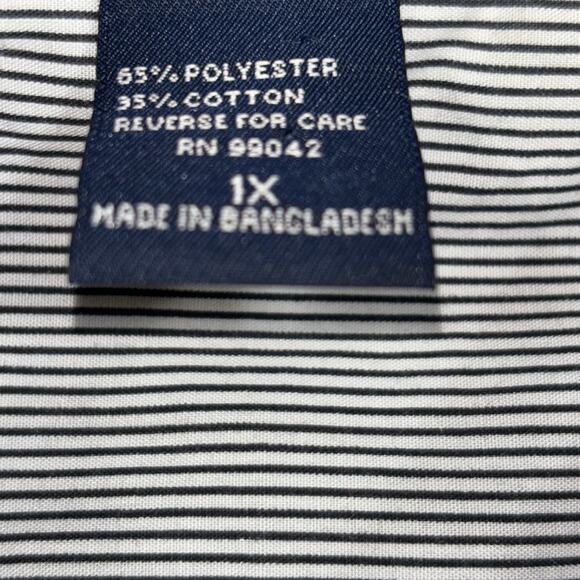 65% POLYESTER
35% COTTON
REVERSE FOR CARE
RN 99042
1X
MADE IN BANGLADESH